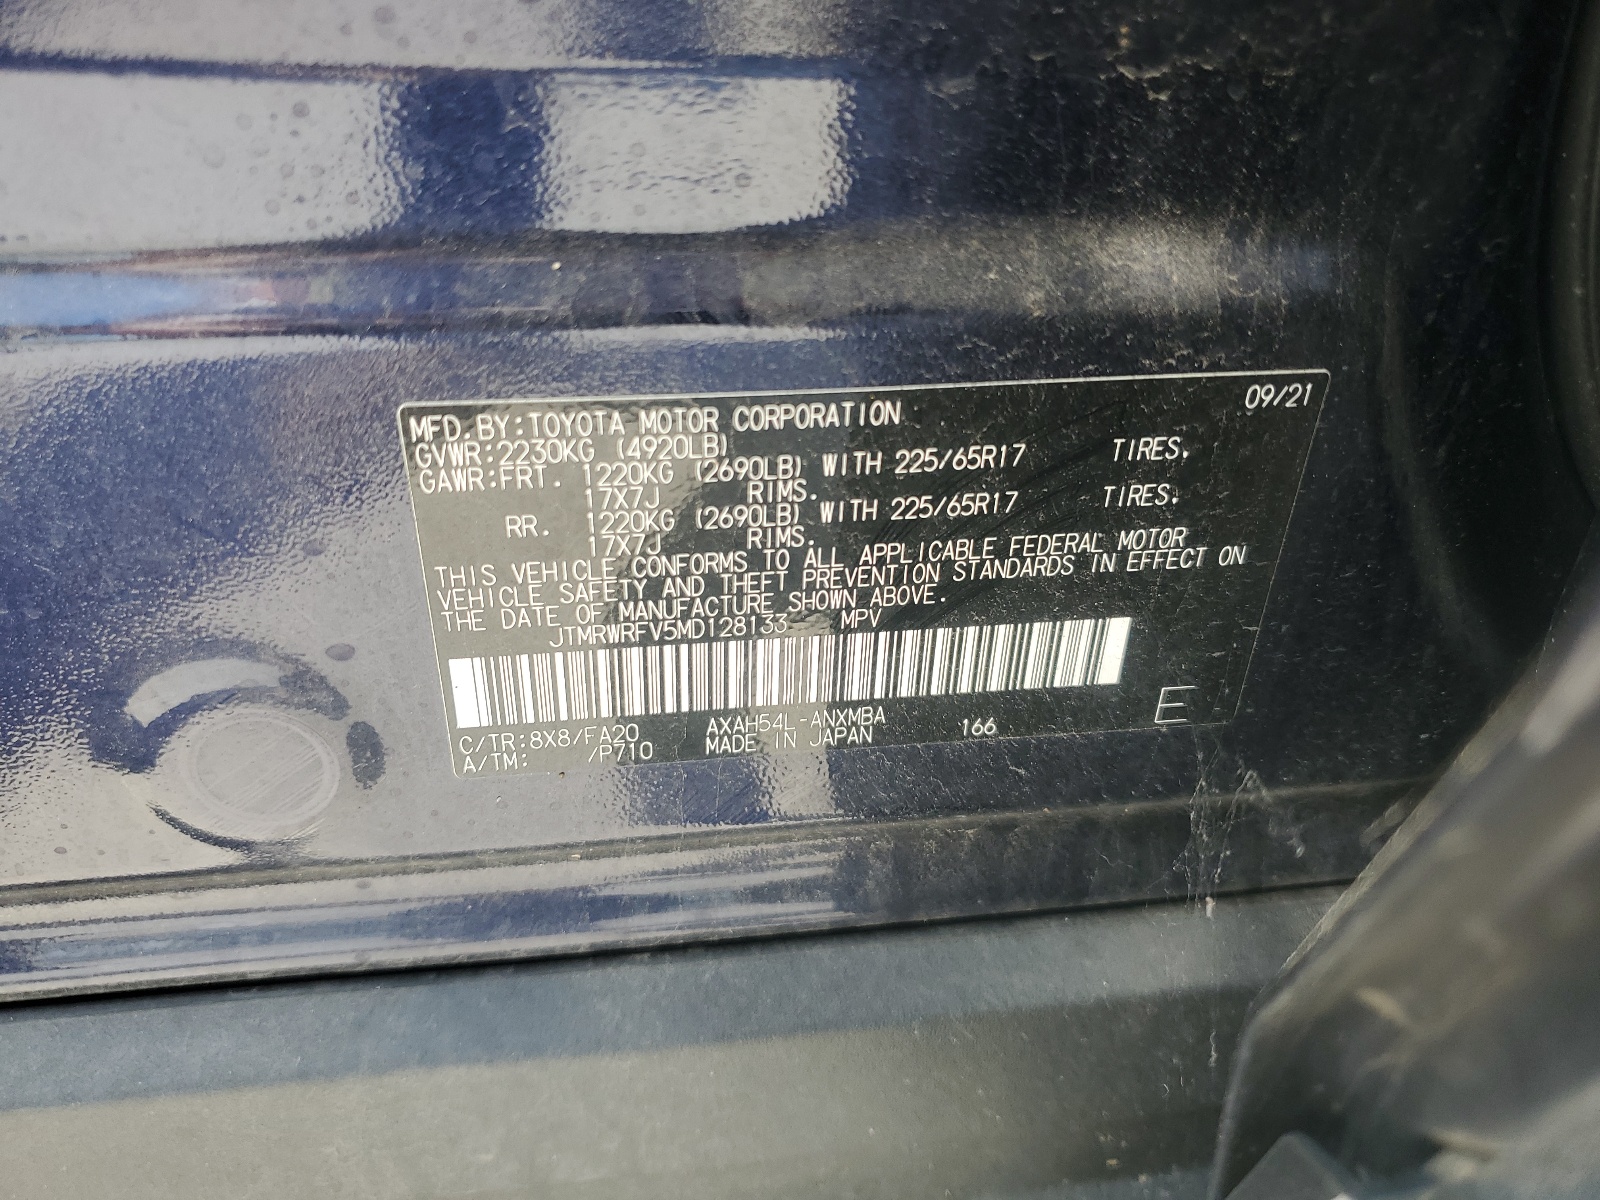 MFD.BY:TOYOTA MOTOR CORPORATION 09/21
GVWR:2230KG (4920LB)
GAWR:FRT. 1220KG (2690LB) WITH 225/65R17 TIRES.
17X7J RIMS.
RR. 1220KG (2690LB) WITH 225/65R17 TIRES.
17X7J RIMS.
THIS VEHICLE CONFORMS TO ALL APPLICABLE FEDERAL MOTOR
VEHICLE SAFETY AND THEFT PREVENTION STANDARDS IN EFFECT ON
THE DATE OF MANUFACTURE SHOWN ABOVE.
JTMRWRFV5MD128133 MPV
C/TR:8X8/FA20 AXAH54L-ANXMBA 166 E
A/TM: /P710 MADE IN JAPAN